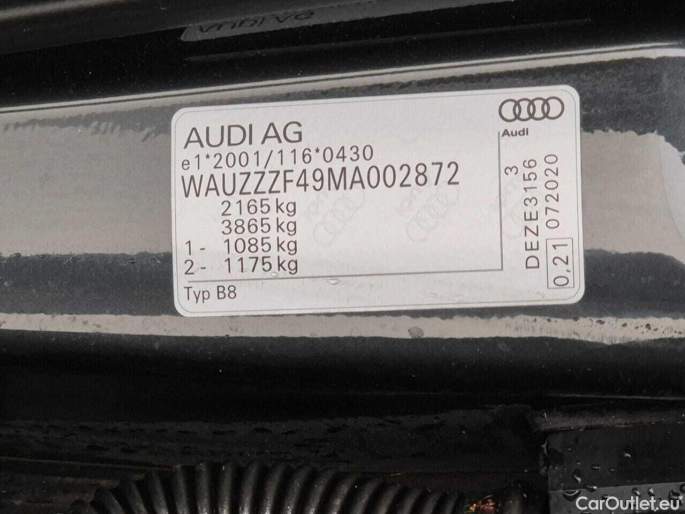 AUDI AG
e1*2001/116*0430
WAUZZZF49MA002872
2165 kg
3865 kg
1 - 1085 kg
2 - 1175 kg
Typ B8
Audi
3
DEZE3156
072020
0,21
CarOutlet.eu